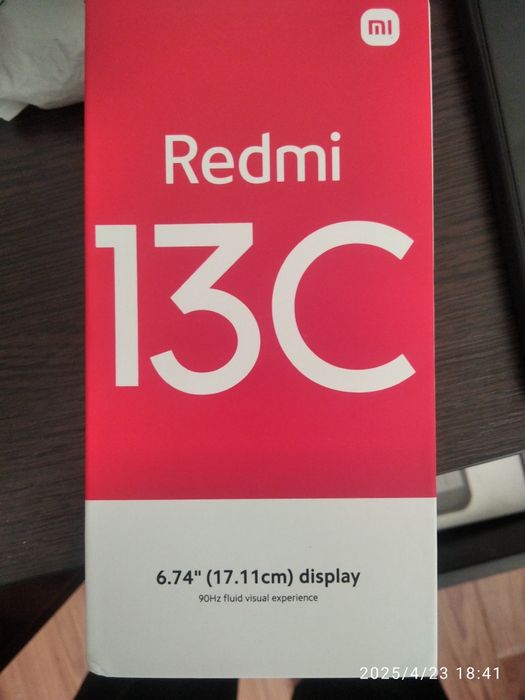 mi
Redmi
13C
6.74" (17.11cm) display
90Hz fluid visual experience
2025/4/23 18:41